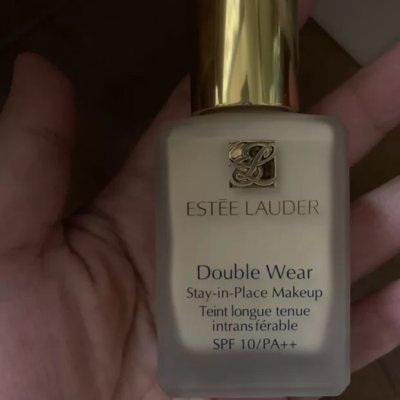 ESTĒE LAUDER
Double Wear
Stay-in-Place Makeup
Teint longue tenue
intransférable
SPF 10/PA++